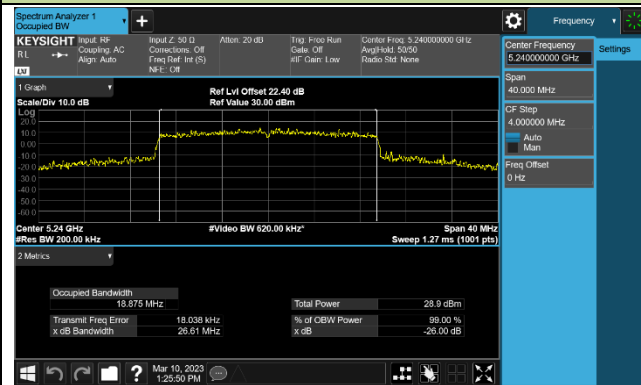 Spectrum Analyzer 1
Occupied BW
Frequency
KEYSIGHT
RL
LXI
Input: RF
Coupling: AC
Align: Auto
Input Z: 50 Ω
Corrections: Off
Freq Ref: Int (S)
NFE: Off
Atten: 20 dB
Trig: Free Run
Gate: Off
#IF Gain: Low
Center Freq: 5.240000000 GHz
Avg|Hold: 50/50
Radio Std: None
Center Frequency
5.240000000 GHz
Settings
Span
40.000 MHz
CF Step
4.000000 MHz
Auto
Man
Freq Offset
0 Hz
1 Graph
Scale/Div 10.0 dB
Ref Lvl Offset 22.40 dB
Ref Value 30.00 dBm
Log
20.0
10.0
0.00
-10.0
-20.0
-30.0
-40.0
-50.0
-60.0
Center 5.24 GHz
#Res BW 200.00 kHz
#Video BW 620.00 kHz*
Span 40 MHz
Sweep 1.27 ms (1001 pts)
2 Metrics
Occupied Bandwidth
18.875 MHz
Total Power 28.9 dBm
Transmit Freq Error 18.038 kHz
% of OBW Power 99.00 %
x dB Bandwidth 26.61 MHz
x dB -26.00 dB
Mar 10, 2023
1:25:50 PM